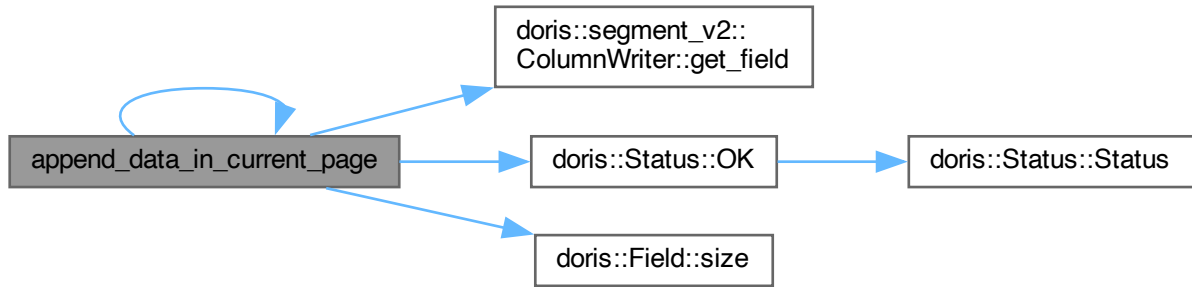 doris::segment_v2::
ColumnWriter::get_field
append_data_in_current_page
doris::Status::OK
doris::Status::Status
doris::Field::size